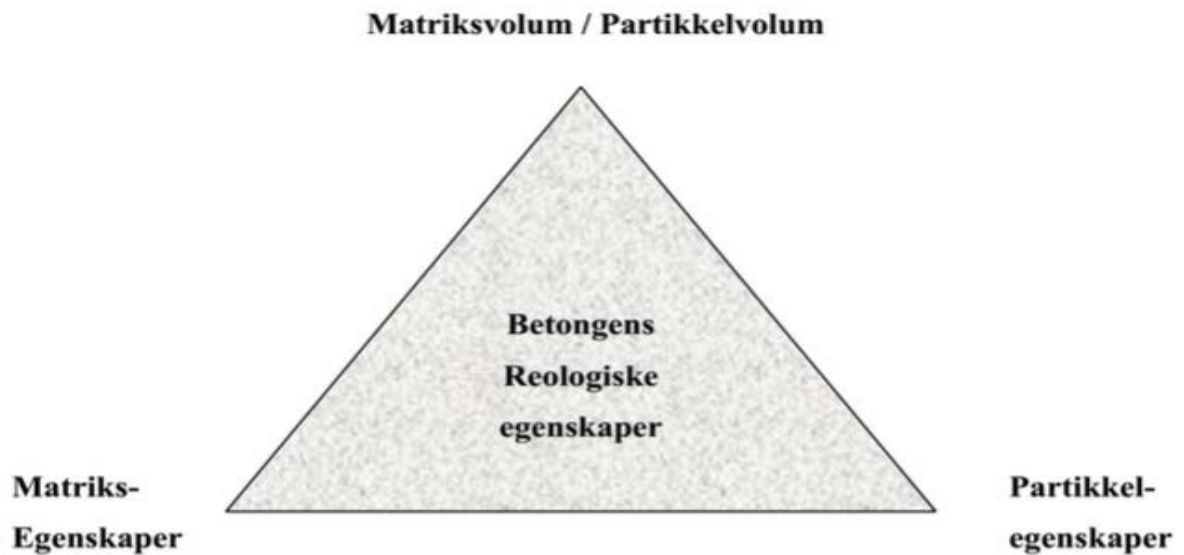 Matriksvolum / Partikkelvolum
Betongens
Reologiske
egenskaper
Matriks-
Egenskaper
Partikkel-
egenskaper